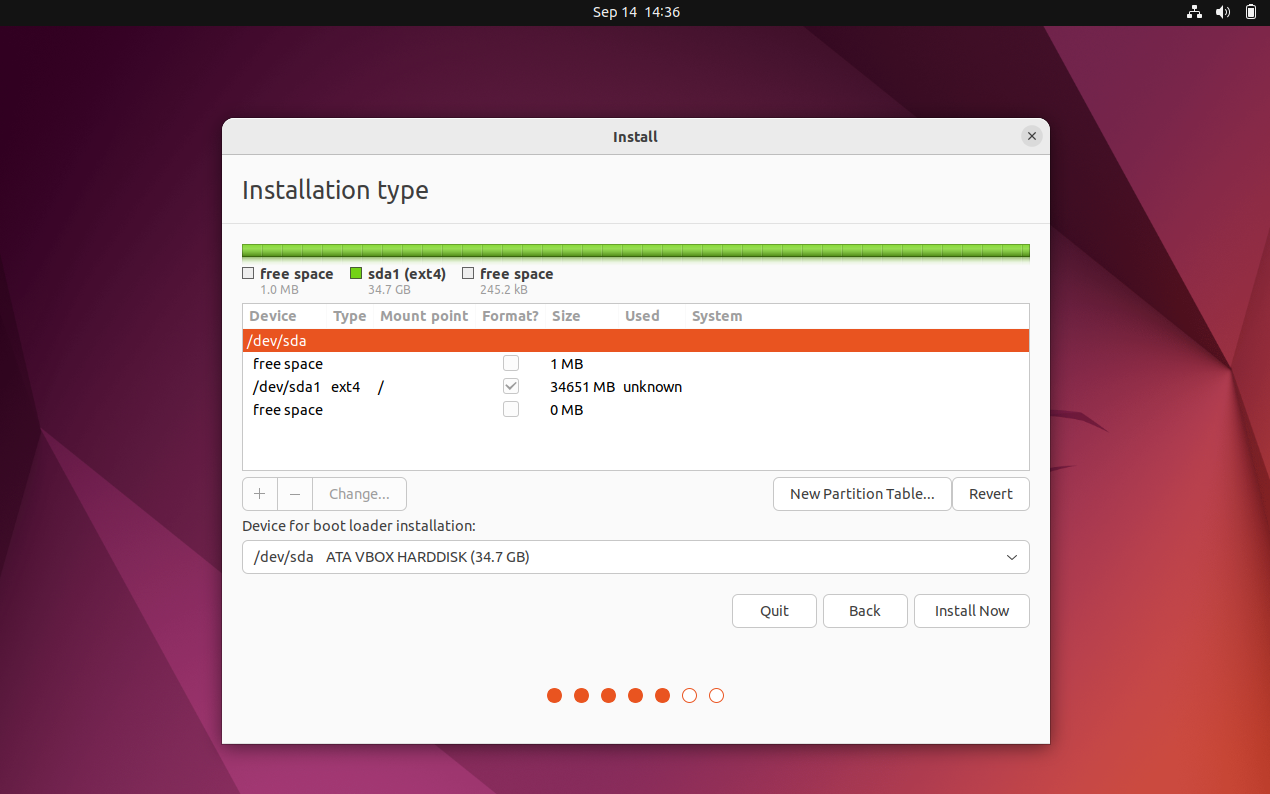 Sep 14 14:36
Install
Installation type
free space sda1 (ext4) free space
1.0 MB 34.7 GB 245.2 kB
Device Type Mount point Format? Size Used System
/dev/sda
free space 1 MB
/dev/sda1 ext4 / 34651 MB unknown
free space 0 MB
+ – Change... New Partition Table... Revert
Device for boot loader installation:
/dev/sda ATA VBOX HARDDISK (34.7 GB)
Quit Back Install Now